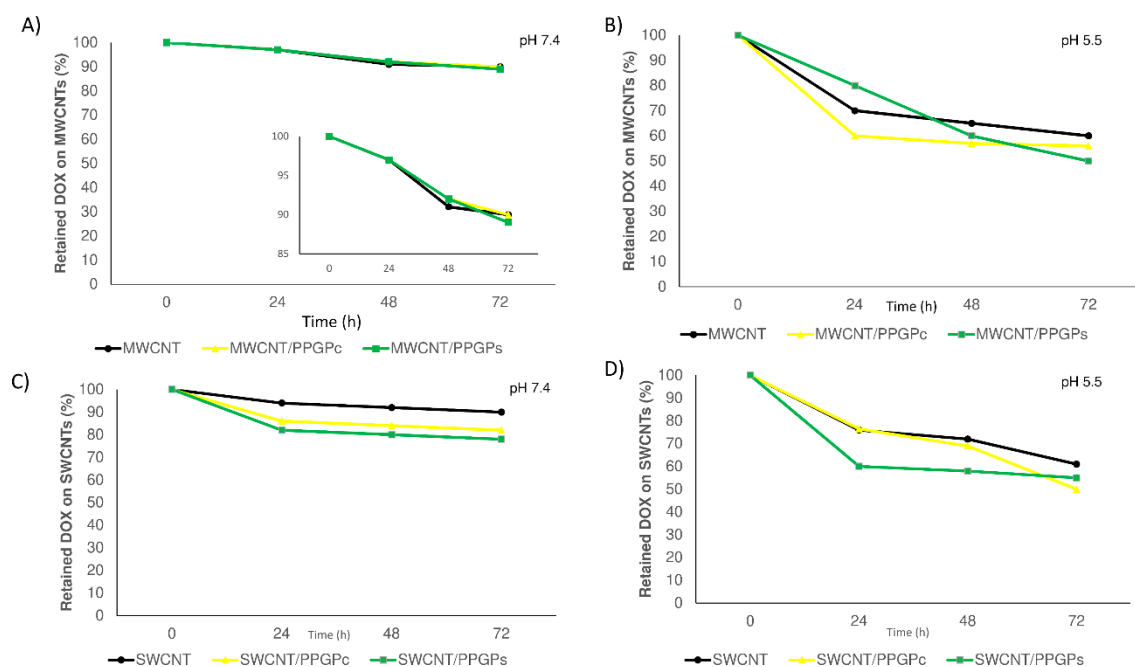 A)
pH 7.4
Retained DOX on MWCNTs (%)
100
90
80
70
60
50
40
30
20
10
0
100
95
90
85
0 24 48 72
0 24 48 72
Time (h)
MWCNT MWCNT/PPGPc MWCNT/PPGPs
B)
pH 5.5
Retained DOX on MWCNTs (%)
100
90
80
70
60
50
40
30
20
10
0
0 24 48 72
Time (h)
MWCNT MWCNT/PPGPc MWCNT/PPGPs
C)
pH 7.4
Retained DOX on SWCNTs (%)
100
90
80
70
60
50
40
30
20
10
0
0 24 48 72
Time (h)
SWCNT SWCNT/PPGPc SWCNT/PPGPs
D)
pH 5.5
Retained DOX on SWCNTs (%)
100
90
80
70
60
50
40
30
20
10
0
0 24 48 72
Time (h)
SWCNT SWCNT/PPGPc SWCNT/PPGPs